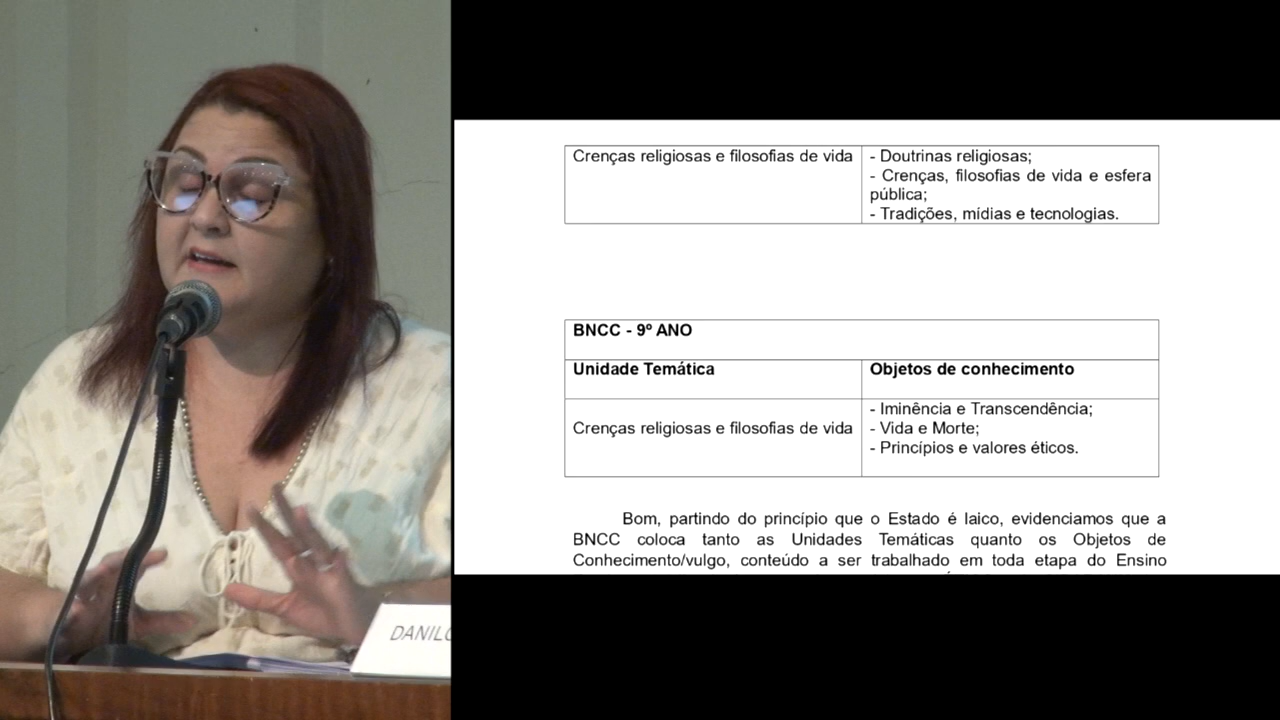 Crenças religiosas e filosofias de vida
- Doutrinas religiosas;
- Crenças, filosofias de vida e esfera
pública;
- Tradições, mídias e tecnologias.
BNCC - 9º ANO
Unidade Temática
Objetos de conhecimento
Crenças religiosas e filosofias de vida
- Iminência e Transcendência;
- Vida e Morte;
- Princípios e valores éticos.
Bom, partindo do princípio que o Estado é laico, evidenciamos que a
BNCC coloca tanto as Unidades Temáticas quanto os Objetos de
Conhecimento/vulgo, conteúdo a ser trabalhado em toda etapa do Ensino
DANILO